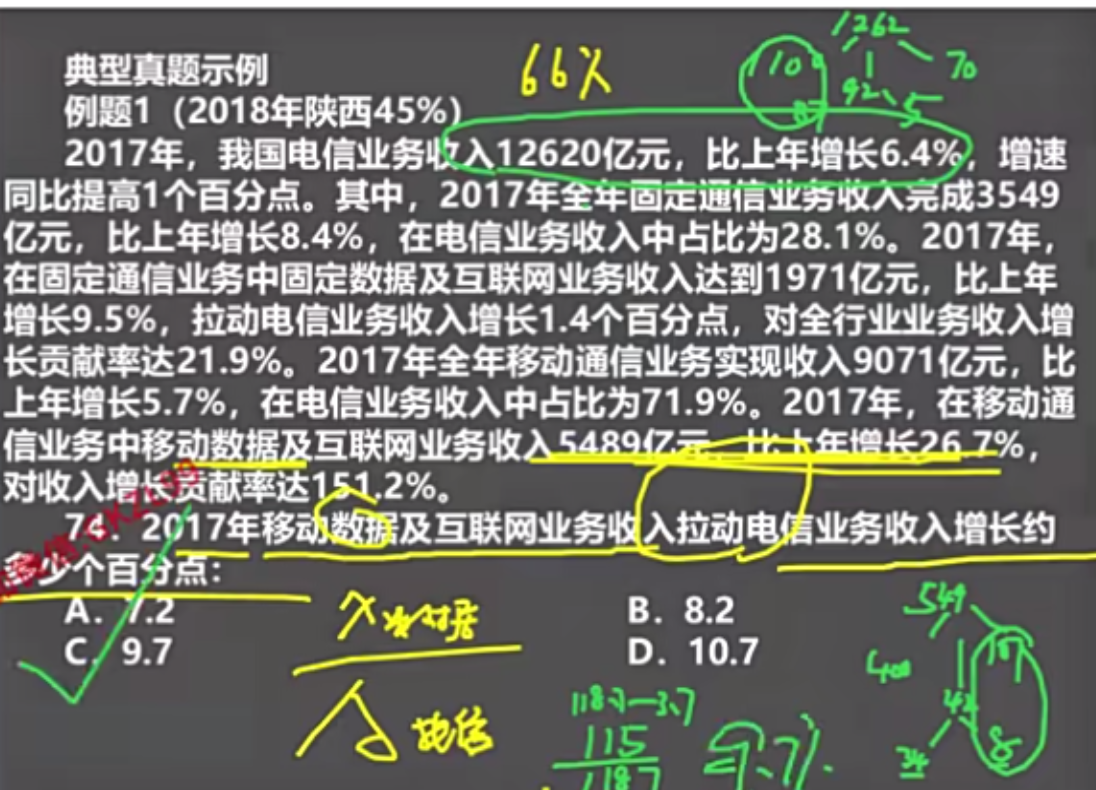 1262
66% 110 70
典型真题示例 92 5
例题1（2018年陕西45%）
2017年，我国电信业务收入12620亿元，比上年增长6.4%，增速
同比提高1个百分点。其中，2017年全年固定通信业务收入完成3549
亿元，比上年增长8.4%，在电信业务收入中占比为28.1%。2017年，
在固定通信业务中固定数据及互联网业务收入达到1971亿元，比上年
增长9.5%，拉动电信业务收入增长1.4个百分点，对全行业业务收入增
长贡献率达21.9%。2017年全年移动通信业务实现收入9071亿元，比
上年增长5.7%，在电信业务收入中占比为71.9%。2017年，在移动通
信业务中移动数据及互联网业务收入5489亿元，比上年增长26.7%，
对收入增长贡献率达151.2%。
74. 2017年移动数据及互联网业务收入拉动电信业务收入增长约
多少个百分点：
A. 7.2 B. 8.2
C. 9.7 D. 10.7
549
400
电信 118.7-3.7 42
115 9.7%. 34 8
118.7